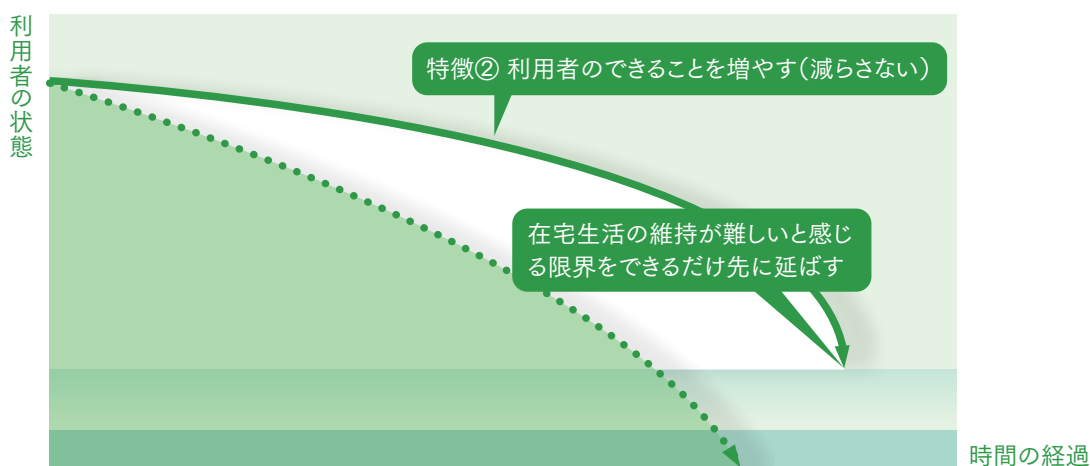 利用者の状態
特徴② 利用者のできることを増やす(減らさない)
在宅生活の維持が難しいと感じ
る限界をできるだけ先に延ばす
時間の経過